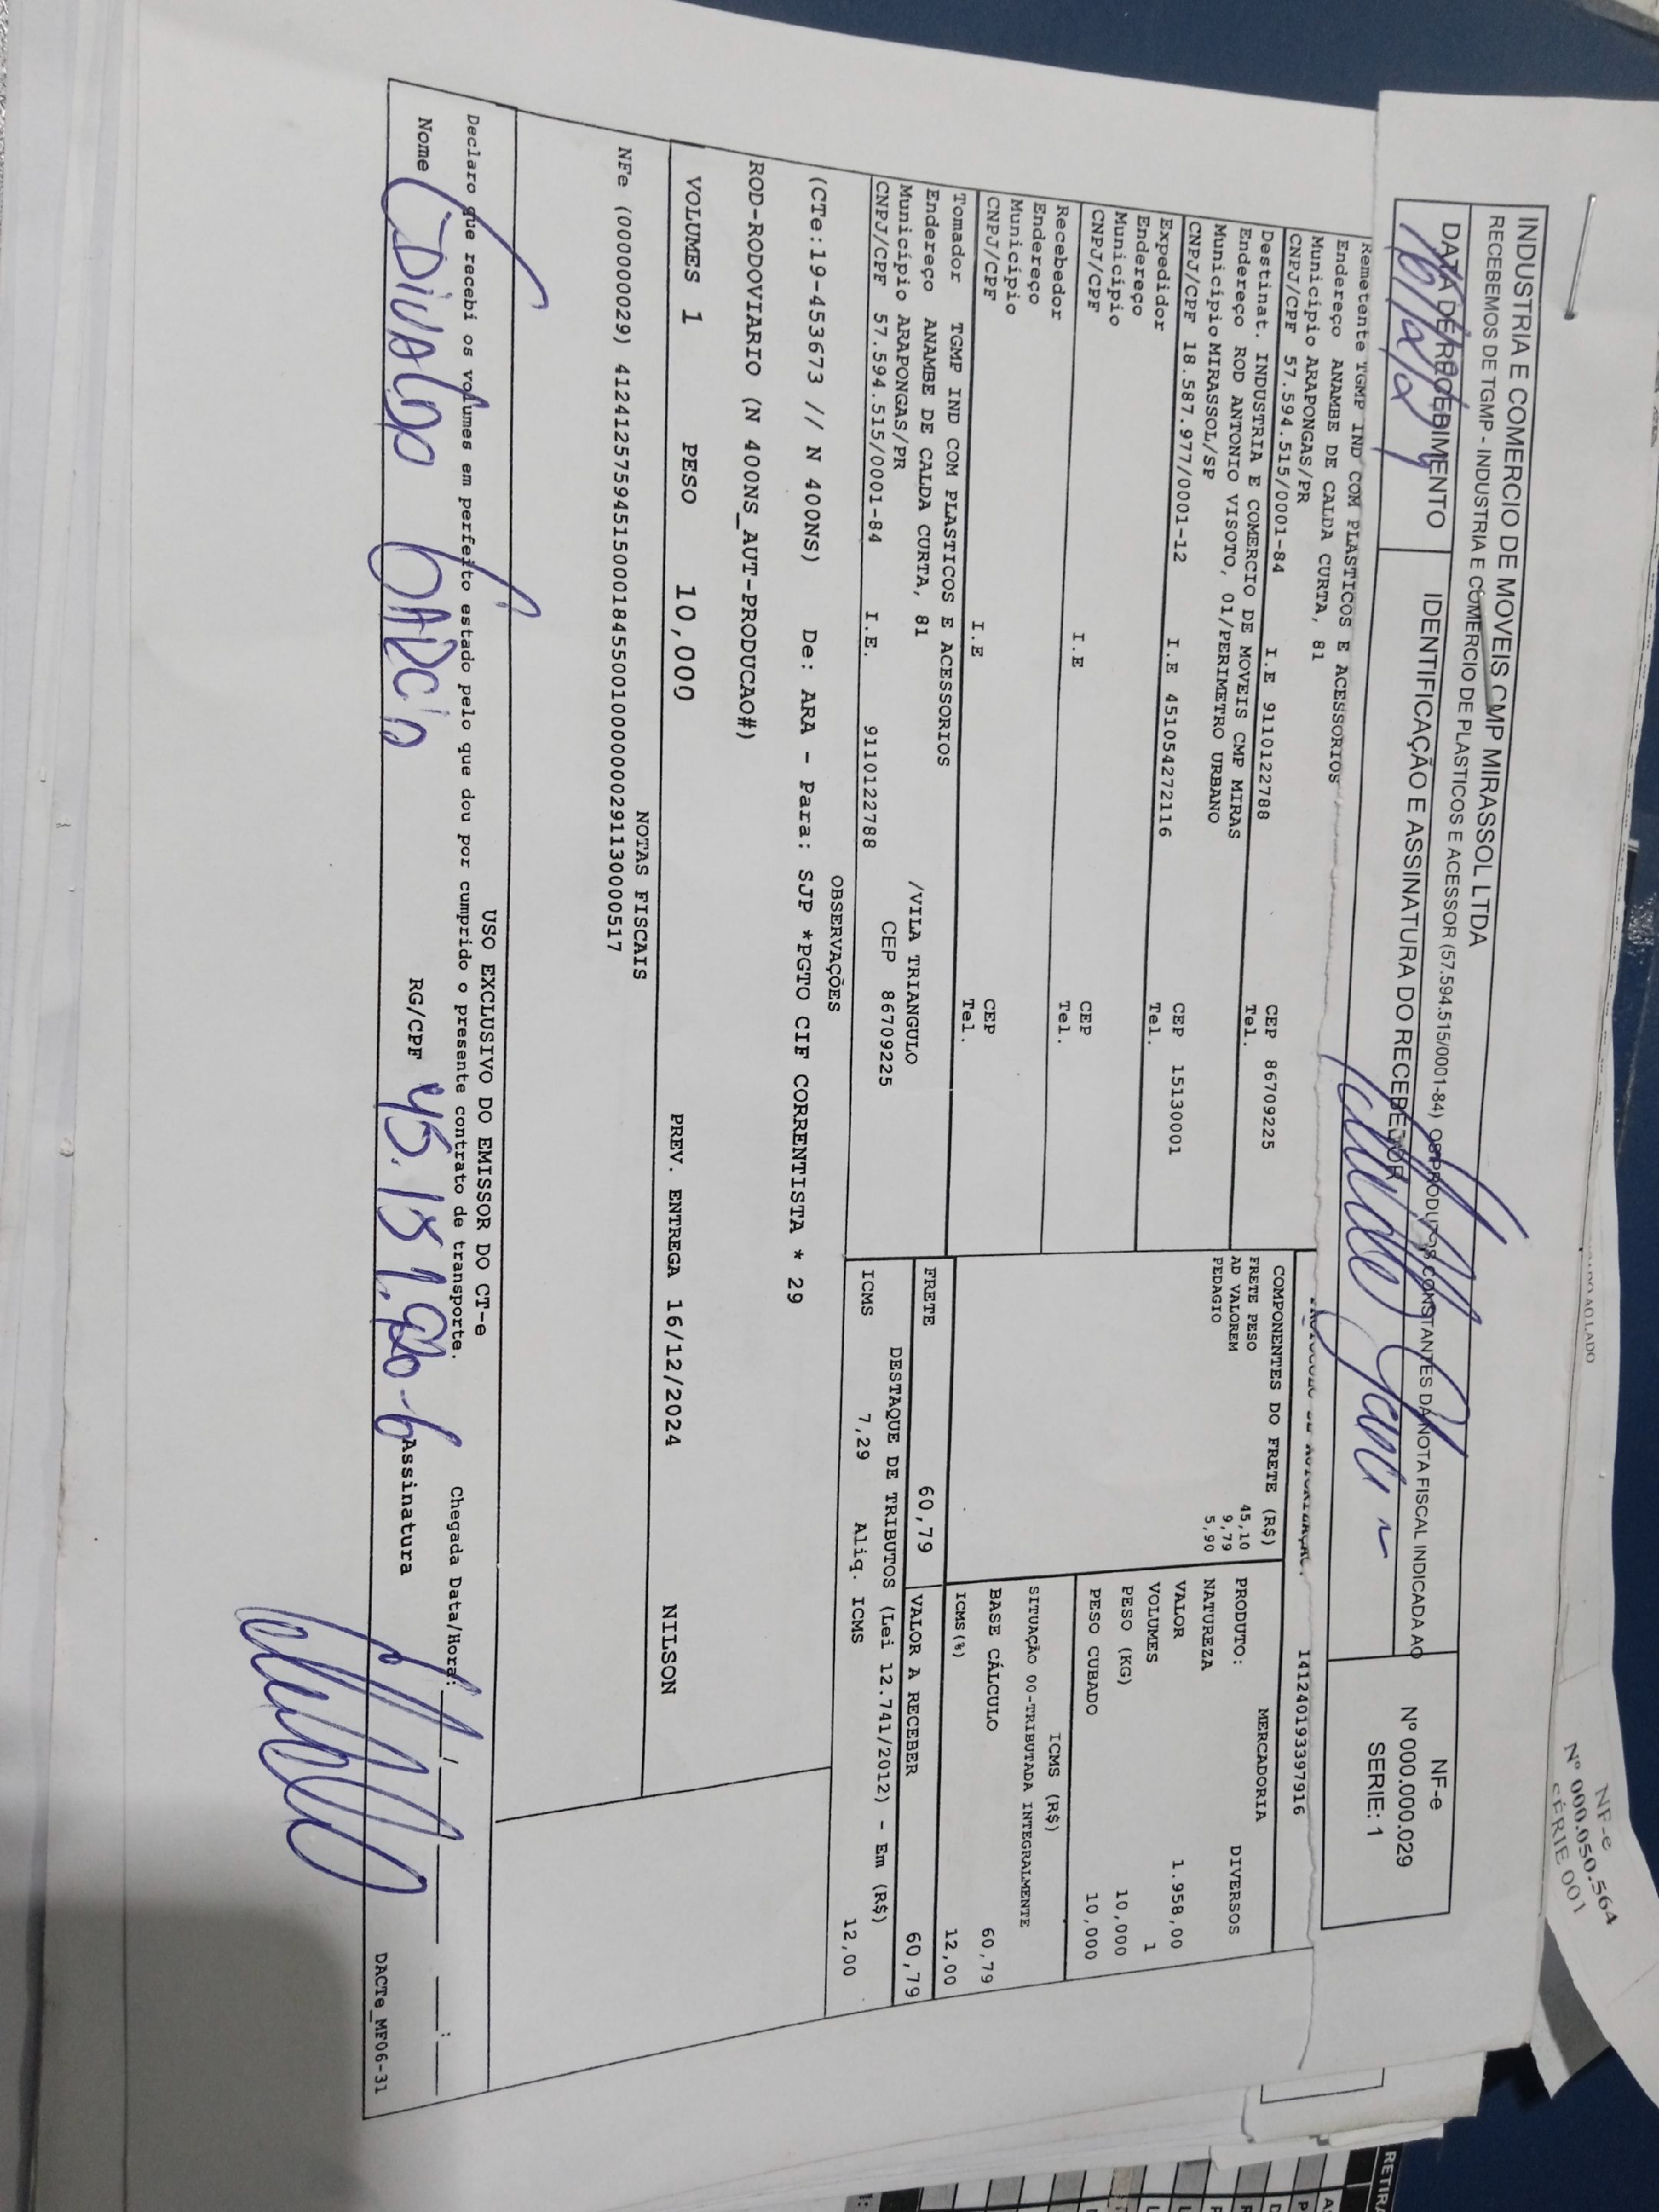 INDUSTRIA E COMERCIO DE MOVEIS CMP MIRASSOL LTDA
RECEBEMOS DE TGMP - INDUSTRIA E COMERCIO DE PLASTICOS E ACESSOR (57.594.515/0001-84) OS PRODUTOS CONSTANTES DA NOTA FISCAL INDICADA AO
DATA DE RECEBIMENTO
IDENTIFICAÇÃO E ASSINATURA DO RECEBEDOR
NF-e
Nº 000.000.029
SERIE: 1
NF-e
Nº 000.050.564
SÉRIE 001
141240193397916
Remetente TGMP IND COM PLASTICOS E ACESSORIOS
Endereço ANAMBE DE CALDA CURTA, 81
Município ARAPONGAS/PR
CEP 86709225
CNPJ/CPF 57.594.515/0001-84 I.E 9110122788 Tel.
Destinat. INDUSTRIA E COMERCIO DE MOVEIS CMP MIRAS
Endereço ROD ANTONIO VISOTO, 01/PERIMETRO URBANO
Município MIRASSOL/SP CEP 15130001
CNPJ/CPF 18.587.977/0001-12 I.E 451054272116 Tel.
Expedidor
Endereço
Município CEP
CNPJ/CPF I.E Tel.
Recebedor
Endereço
Município CEP
CNPJ/CPF I.E Tel.
Tomador TGMP IND COM PLASTICOS E ACESSORIOS
Endereço ANAMBE DE CALDA CURTA, 81 /VILA TRIANGULO
Município ARAPONGAS/PR CEP 86709225
CNPJ/CPF 57.594.515/0001-84 I.E. 9110122788
COMPONENTES DO FRETE (R$)
FRETE PESO 45,10
AD VALOREM 9,79
PEDAGIO 5,90
MERCADORIA
PRODUTO: DIVERSOS
NATUREZA
VALOR 1.958,00
VOLUMES 1
PESO (KG) 10,000
PESO CUBADO 10,000
ICMS (R$)
SITUAÇÃO 00-TRIBUTADA INTEGRALMENTE
BASE CÁLCULO 60,79
ICMS(%) 12,00
FRETE 60,79 VALOR A RECEBER 60,79
DESTAQUE DE TRIBUTOS (Lei 12.741/2012) - Em (R$)
ICMS 7,29 Aliq. ICMS 12,00
OBSERVAÇÕES
(CTe:19-453673 // N 400NS) De: ARA - Para: SJP *PGTO CIF CORRENTISTA * 29
ROD-RODOVIARIO (N 400NS_AUT-PRODUCAO#)
VOLUMES 1 PESO 10,000 PREV. ENTREGA 16/12/2024 NILSON
NOTAS FISCAIS
NFe (000000029) 41241257594515000184550010000000291130000517
USO EXCLUSIVO DO EMISSOR DO CT-e
Declaro que recebi os volumes em perfeito estado pelo que dou por cumprido o presente contrato de transporte. Chegada Data/Hora: / :
Nome EDIVALDO GARCIA RG/CPF Assinatura
DACTe_MF06-31
RETIRA